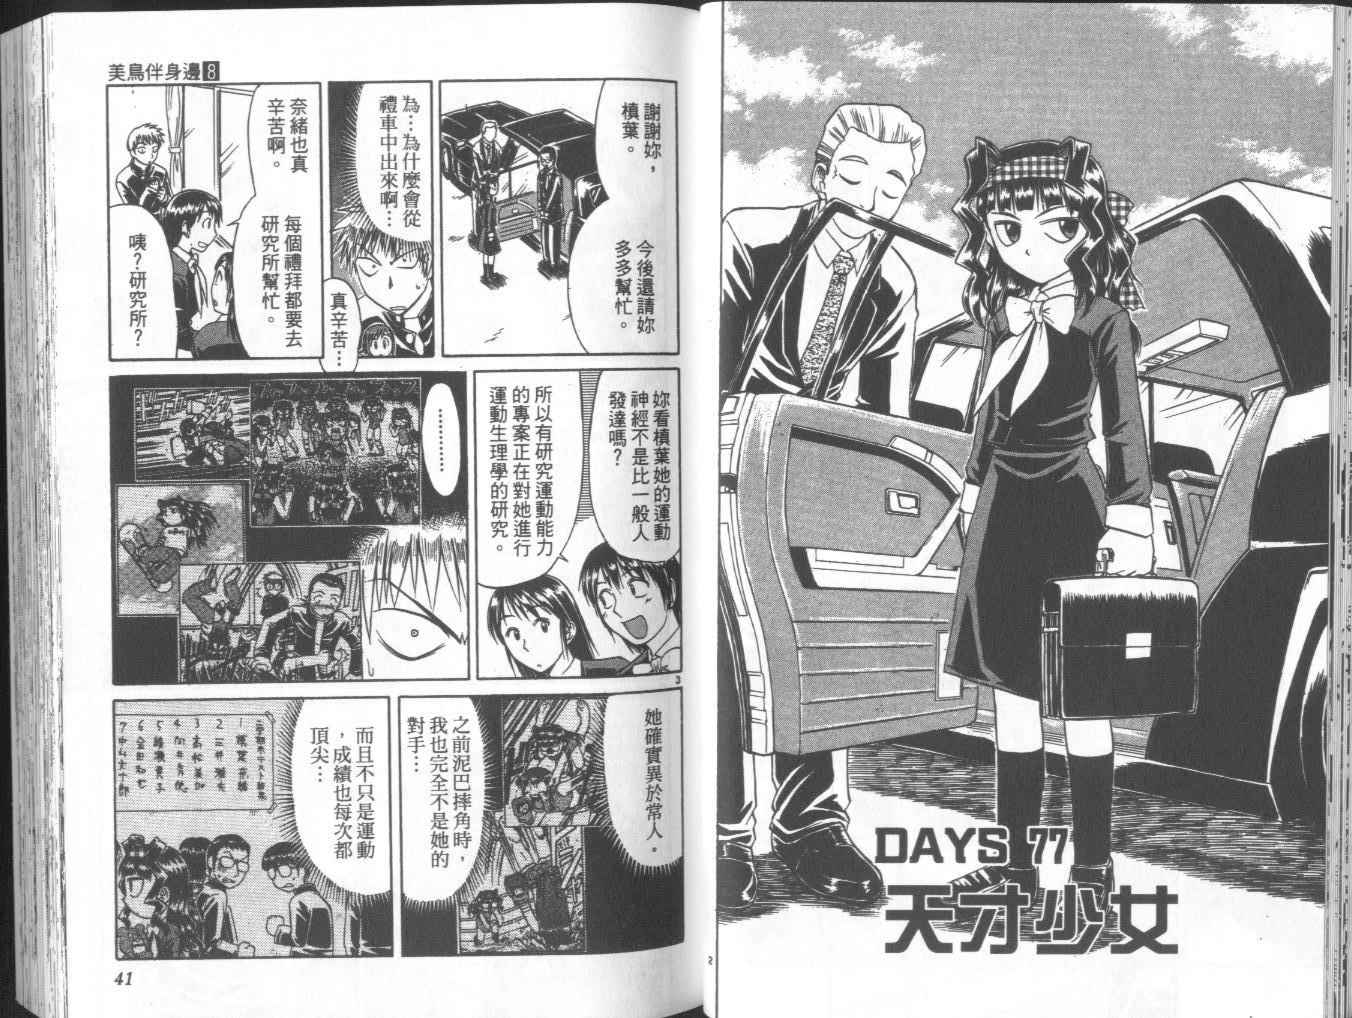 DAYS 77
天才少女
2
美鳥伴身邊8
謝謝妳，
槙葉。
今後還請妳
多多幫忙。
為…為什麼會從
禮車中出來啊…
真辛苦…
奈緒也真
辛苦啊。
每個禮拜都要去
研究所幫忙。
咦？研究所？
妳看槙葉她的運動
神經不是比一般人
發達嗎？
所以有研究運動能力
的專案正在對她進行
運動生理學的研究。
…………
3
她確實異於常人。
之前泥巴摔角時，
我也完全不是她的
對手…
而且不只是運動
，成績也每次都
頂尖…
41